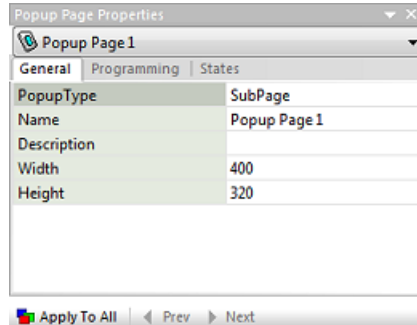 Popup Page Properties
Popup Page 1
General Programming States
PopupType SubPage
Name Popup Page 1
Description
Width 400
Height 320
Apply To All Prev Next